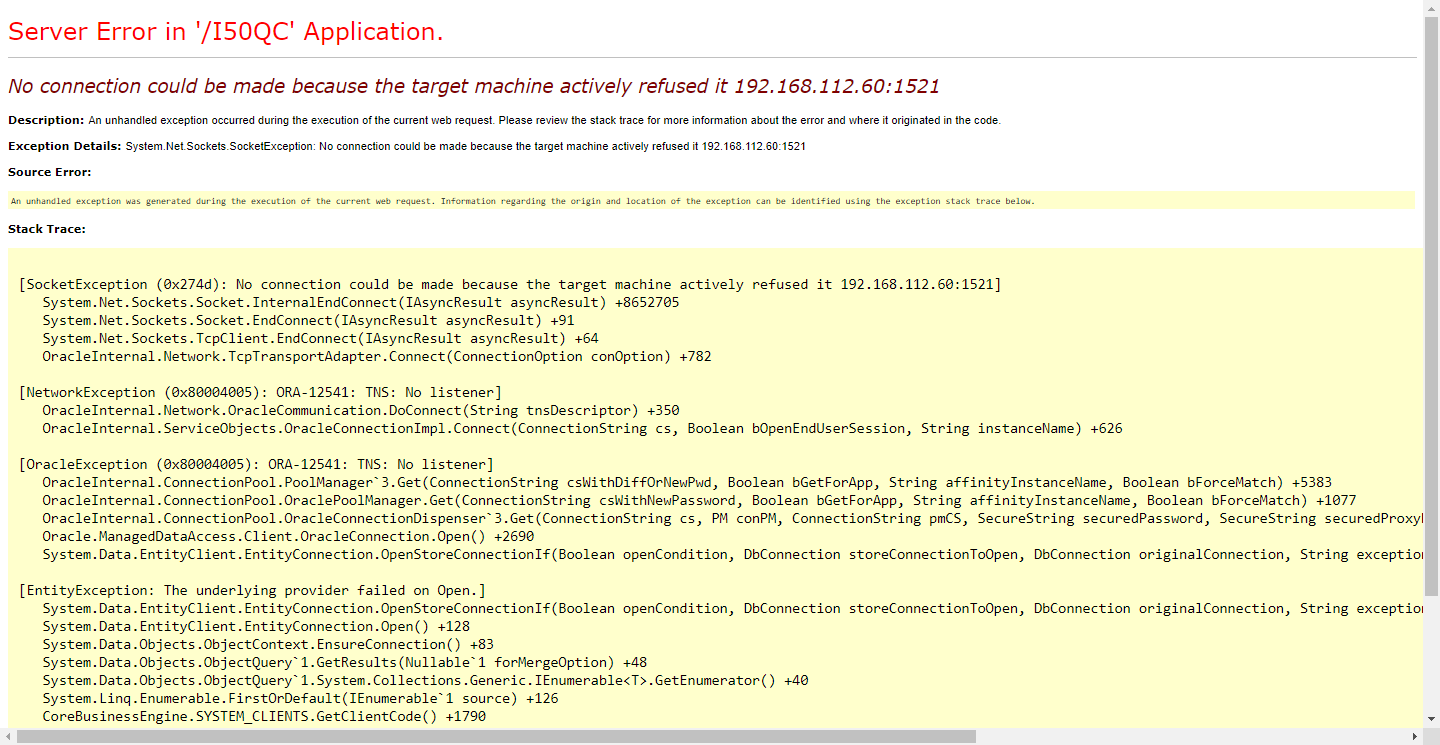 Server Error in '/I50QC' Application.
No connection could be made because the target machine actively refused it 192.168.112.60:1521
Description: An unhandled exception occurred during the execution of the current web request. Please review the stack trace for more information about the error and where it originated in the code.
Exception Details: System.Net.Sockets.SocketException: No connection could be made because the target machine actively refused it 192.168.112.60:1521
Source Error:
An unhandled exception was generated during the execution of the current web request. Information regarding the origin and location of the exception can be identified using the exception stack trace below.
Stack Trace:
[SocketException (0x274d): No connection could be made because the target machine actively refused it 192.168.112.60:1521]
System.Net.Sockets.Socket.InternalEndConnect(IAsyncResult asyncResult) +8652705
System.Net.Sockets.Socket.EndConnect(IAsyncResult asyncResult) +91
System.Net.Sockets.TcpClient.EndConnect(IAsyncResult asyncResult) +64
OracleInternal.Network.TcpTransportAdapter.Connect(ConnectionOption conOption) +782
[NetworkException (0x80004005): ORA-12541: TNS: No listener]
OracleInternal.Network.OracleCommunication.DoConnect(String tnsDescriptor) +350
OracleInternal.ServiceObjects.OracleConnectionImpl.Connect(ConnectionString cs, Boolean bOpenEndUserSession, String instanceName) +626
[OracleException (0x80004005): ORA-12541: TNS: No listener]
OracleInternal.ConnectionPool.PoolManager`3.Get(ConnectionString csWithDiffOrNewPwd, Boolean bGetForApp, String affinityInstanceName, Boolean bForceMatch) +5383
OracleInternal.ConnectionPool.OraclePoolManager.Get(ConnectionString csWithNewPassword, Boolean bGetForApp, String affinityInstanceName, Boolean bForceMatch) +1077
OracleInternal.ConnectionPool.OracleConnectionDispenser`3.Get(ConnectionString cs, PM conPM, ConnectionString pmCS, SecureString securedPassword, SecureString securedProxy
Oracle.ManagedDataAccess.Client.OracleConnection.Open() +2690
System.Data.EntityClient.EntityConnection.OpenStoreConnectionIf(Boolean openCondition, DbConnection storeConnectionToOpen, DbConnection originalConnection, String exception
[EntityException: The underlying provider failed on Open.]
System.Data.EntityClient.EntityConnection.OpenStoreConnectionIf(Boolean openCondition, DbConnection storeConnectionToOpen, DbConnection originalConnection, String exception
System.Data.EntityClient.EntityConnection.Open() +128
System.Data.Objects.ObjectContext.EnsureConnection() +83
System.Data.Objects.ObjectQuery`1.GetResults(Nullable`1 forMergeOption) +48
System.Data.Objects.ObjectQuery`1.System.Collections.Generic.IEnumerable<T>.GetEnumerator() +40
System.Linq.Enumerable.FirstOrDefault(IEnumerable`1 source) +126
CoreBusinessEngine.SYSTEM_CLIENTS.GetClientCode() +1790